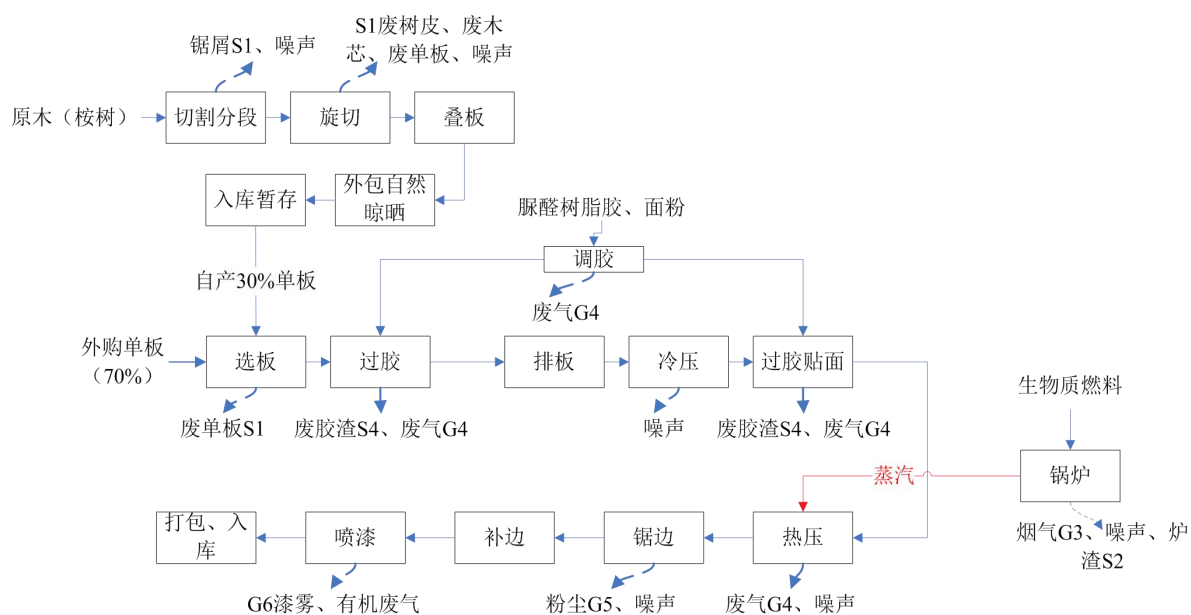 S1废树皮、废木
芯、废单板、噪声
锯屑S1、噪声
原木（桉树）
切割分段
旋切
叠板
入库暂存
外包自然
晾晒
脲醛树脂胶、面粉
调胶
自产30%单板
废气G4
外购单板
（70%）
选板
过胶
排板
冷压
过胶贴面
生物质燃料
废单板S1
废胶渣S4、废气G4
噪声
废胶渣S4、废气G4
蒸汽
锅炉
打包、入
库
喷漆
补边
锯边
热压
烟气G3、噪声、炉
渣S2
G6漆雾、有机废气
粉尘G5、噪声
废气G4、噪声